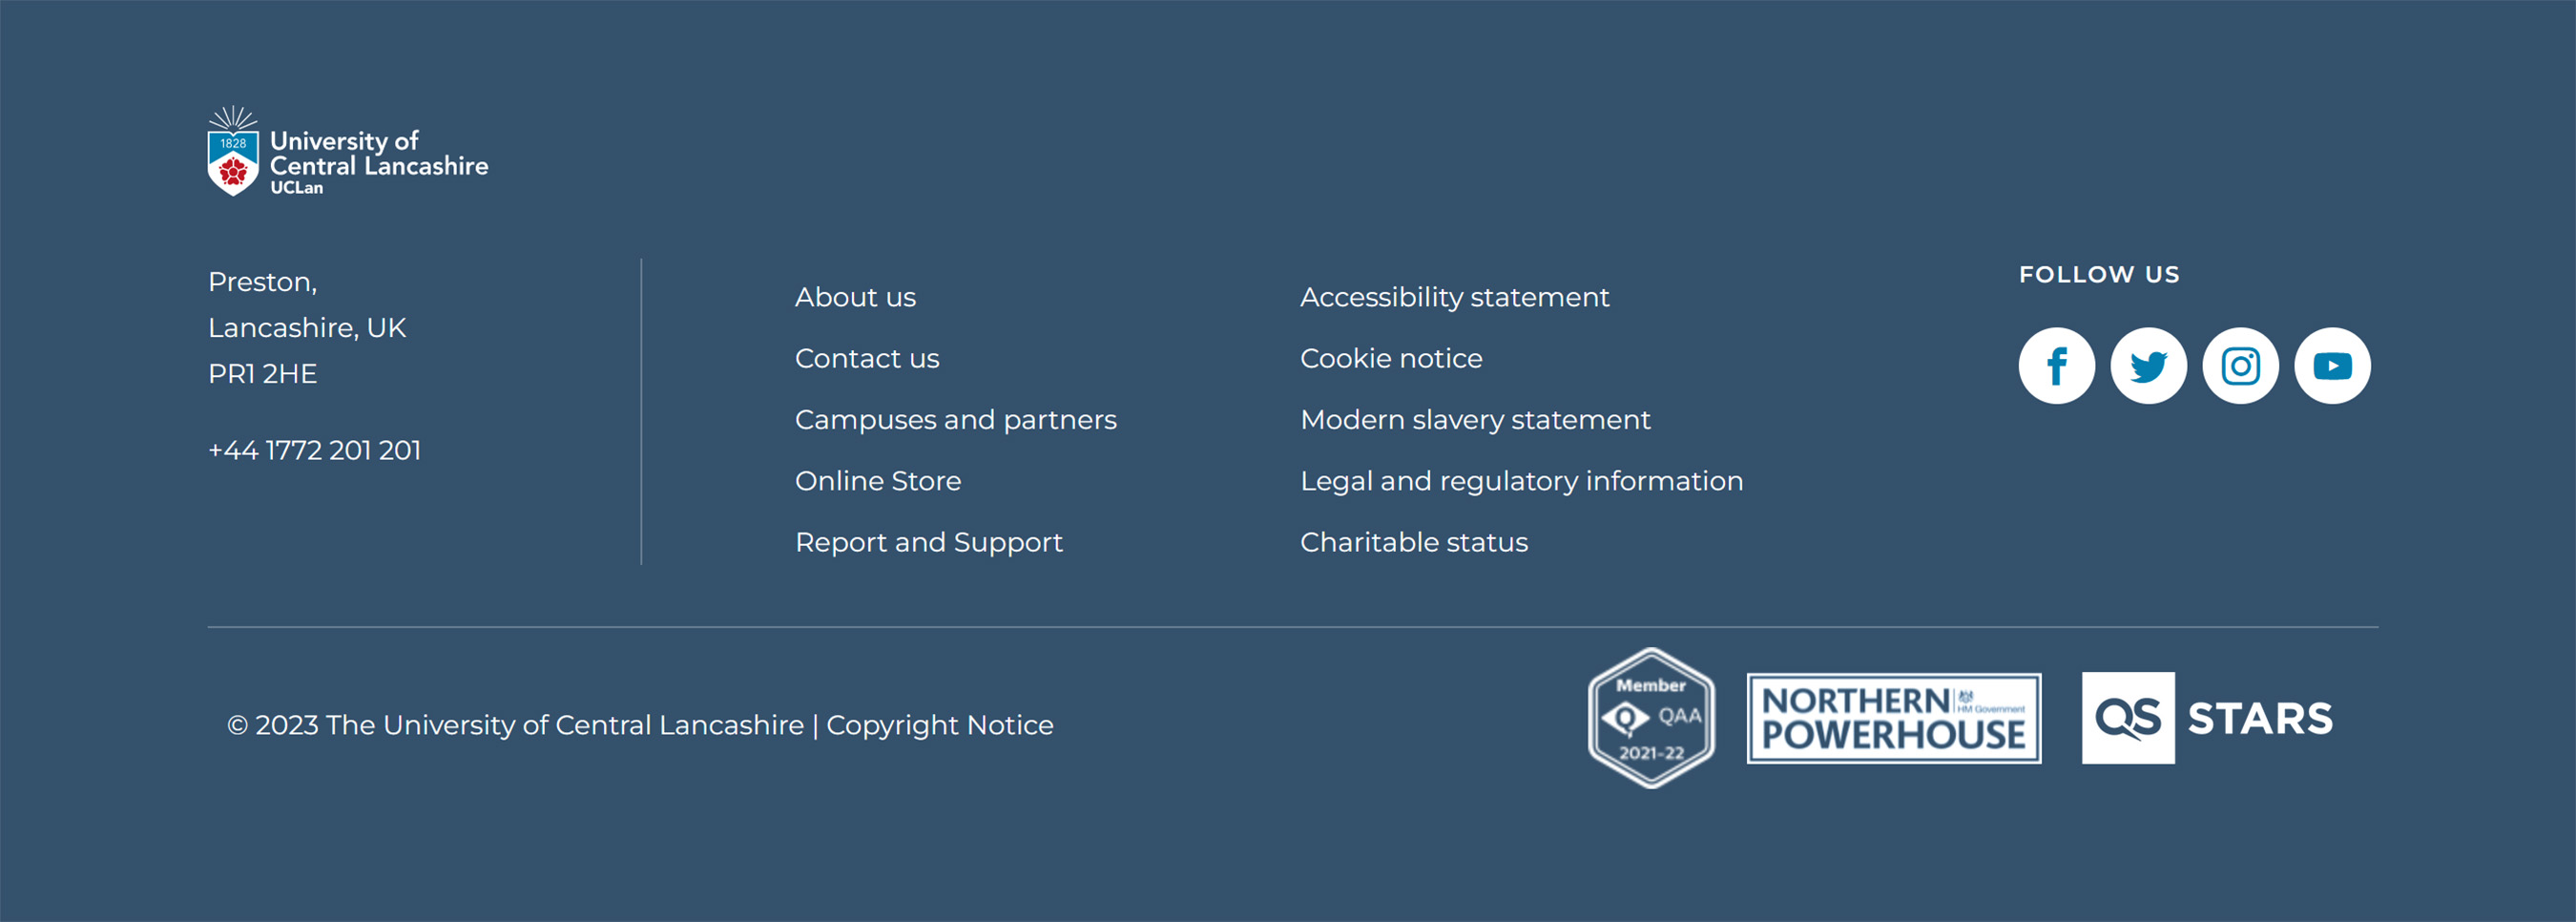 1828
University of
Central Lancashire
UCLan
Preston,
Lancashire, UK
PR1 2HE
+44 1772 201 201
About us
Contact us
Campuses and partners
Online Store
Report and Support
Accessibility statement
Cookie notice
Modern slavery statement
Legal and regulatory information
Charitable status
FOLLOW US
© 2023 The University of Central Lancashire | Copyright Notice
Member
QAA
2021-22
NORTHERN
HM Government
POWERHOUSE
QS STARS